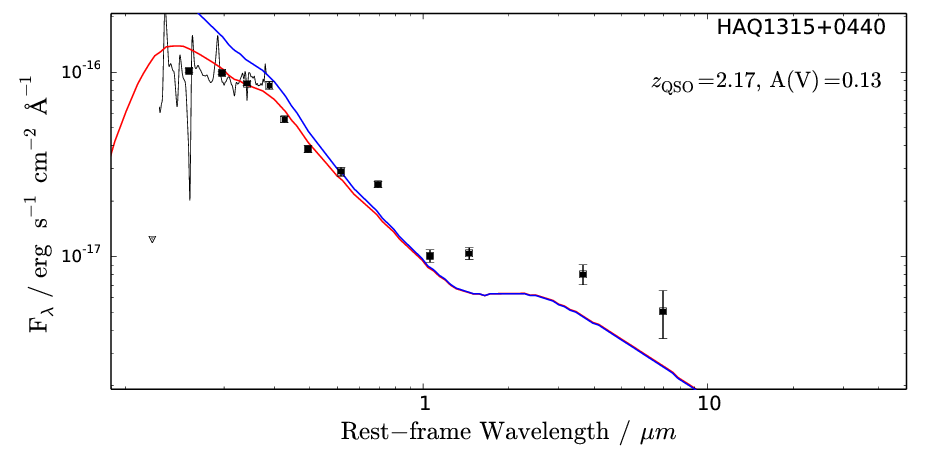 HAQ1315+0440
z_QSO=2.17, A(V)=0.13
10^-16
10^-17
F_λ / erg s^−1 cm^−2 Å^−1
1 10
Rest−frame Wavelength / μm